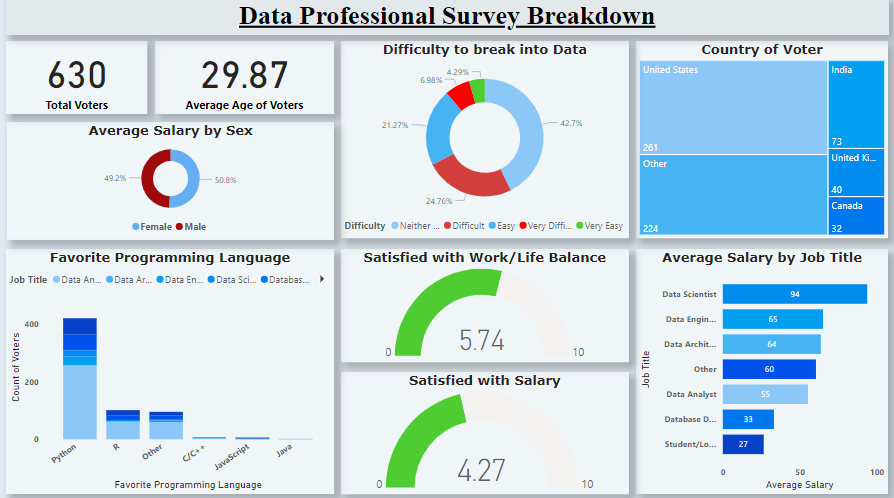 Data Professional Survey Breakdown
630
Total Voters
29.87
Average Age of Voters
Average Salary by Sex
49.2%
50.8%
Female Male
Difficulty to break into Data
4.29%
6.98%
42.7%
21.27%
24.76%
Difficulty Neither ... Difficult Easy Very Diffi... Very Easy
Country of Voter
United States
261
Other
224
India
73
United Ki...
40
Canada
32
Favorite Programming Language
Job Title Data An... Data Ar... Data En... Data Sci... Databas...
Count of Voters
400
200
0
Python
R
Other
C/C++
JavaScript
Java
Favorite Programming Language
Satisfied with Work/Life Balance
5.74
0
10
Satisfied with Salary
4.27
0
10
Average Salary by Job Title
Job Title
Data Scientist 94
Data Engin... 65
Data Archit... 64
Other 60
Data Analyst 55
Database D... 33
Student/Lo... 27
0 50 100
Average Salary